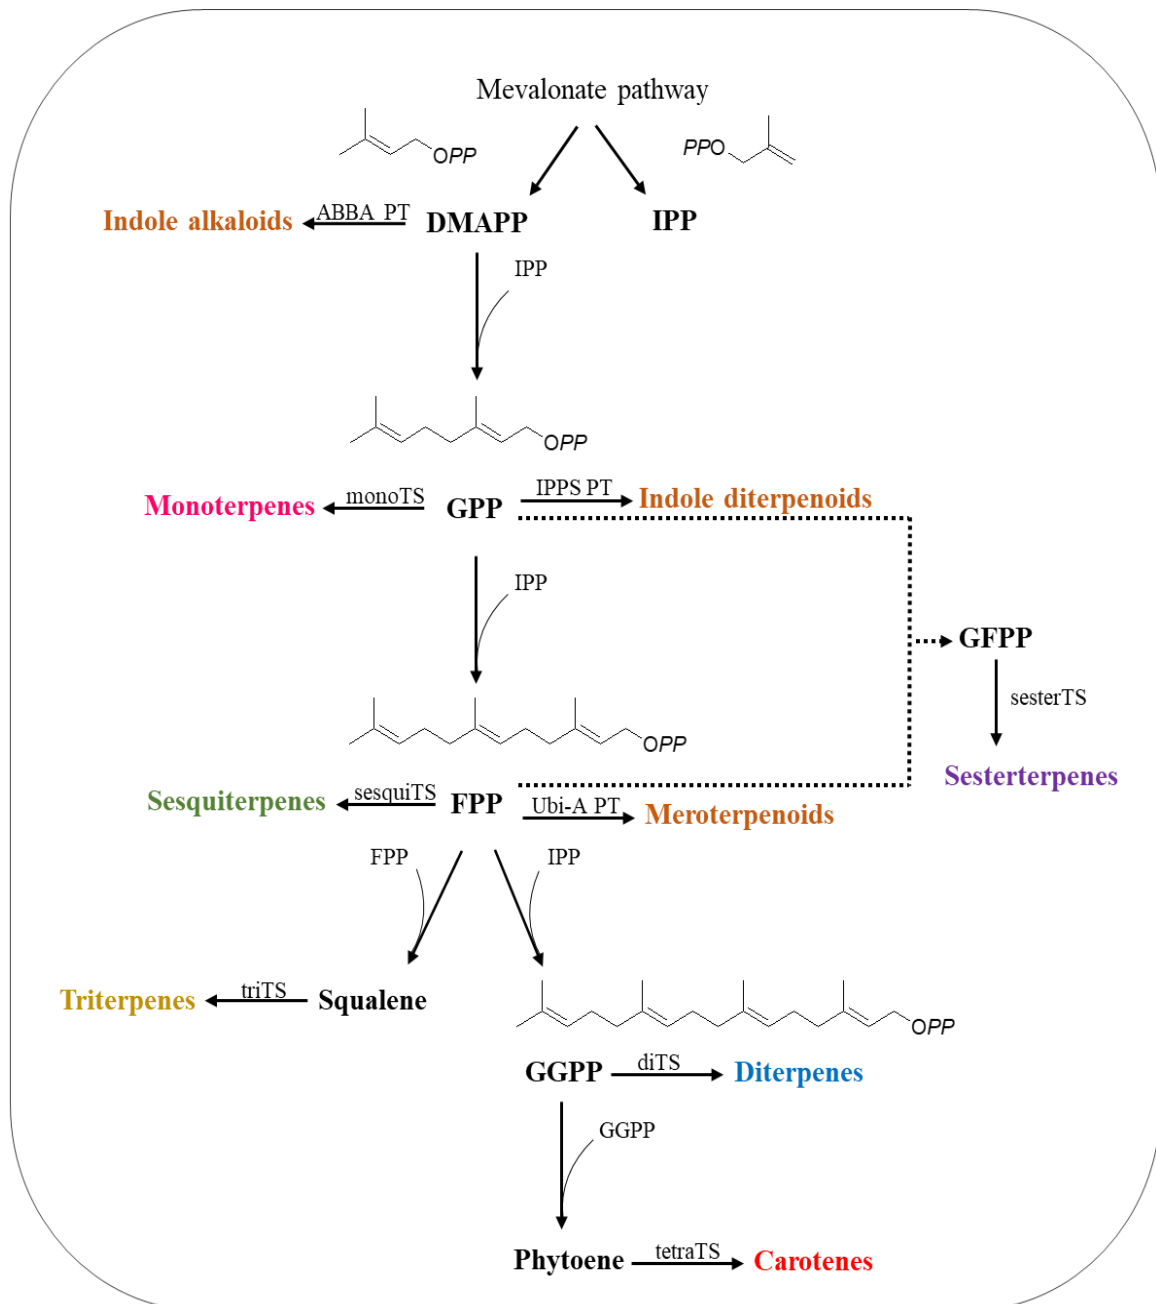 Mevalonate pathway
OPP
PPO
Indole alkaloids
ABBA PT
DMAPP
IPP
IPP
OPP
Monoterpenes
monoTS
GPP
IPPS PT
Indole diterpenoids
IPP
GFPP
sesterTS
OPP
Sesterterpenes
Sesquiterpenes
sesquiTS
FPP
Ubi-A PT
Meroterpenoids
FPP
IPP
Triterpenes
triTS
Squalene
OPP
GGPP
diTS
Diterpenes
GGPP
Phytoene
tetraTS
Carotenes